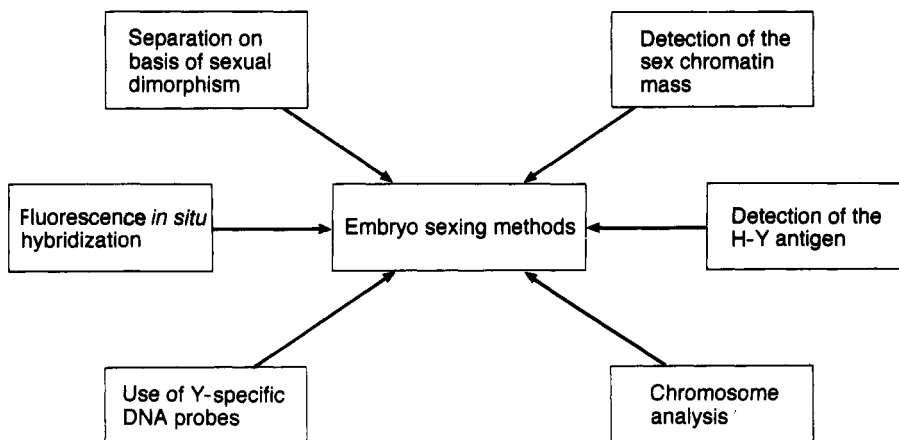 Separation on
basis of sexual
dimorphism
Detection of the
sex chromatin
mass
Fluorescence in situ
hybridization
Embryo sexing methods
Detection of the
H-Y antigen
Use of Y-specific
DNA probes
Chromosome
analysis